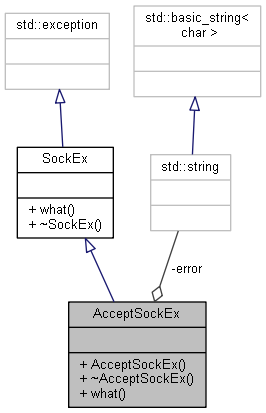 std::exception
std::basic_string<
char >
SockEx
+ what()
+ ~SockEx()
std::string
-error
AcceptSockEx
+ AcceptSockEx()
+ ~AcceptSockEx()
+ what()